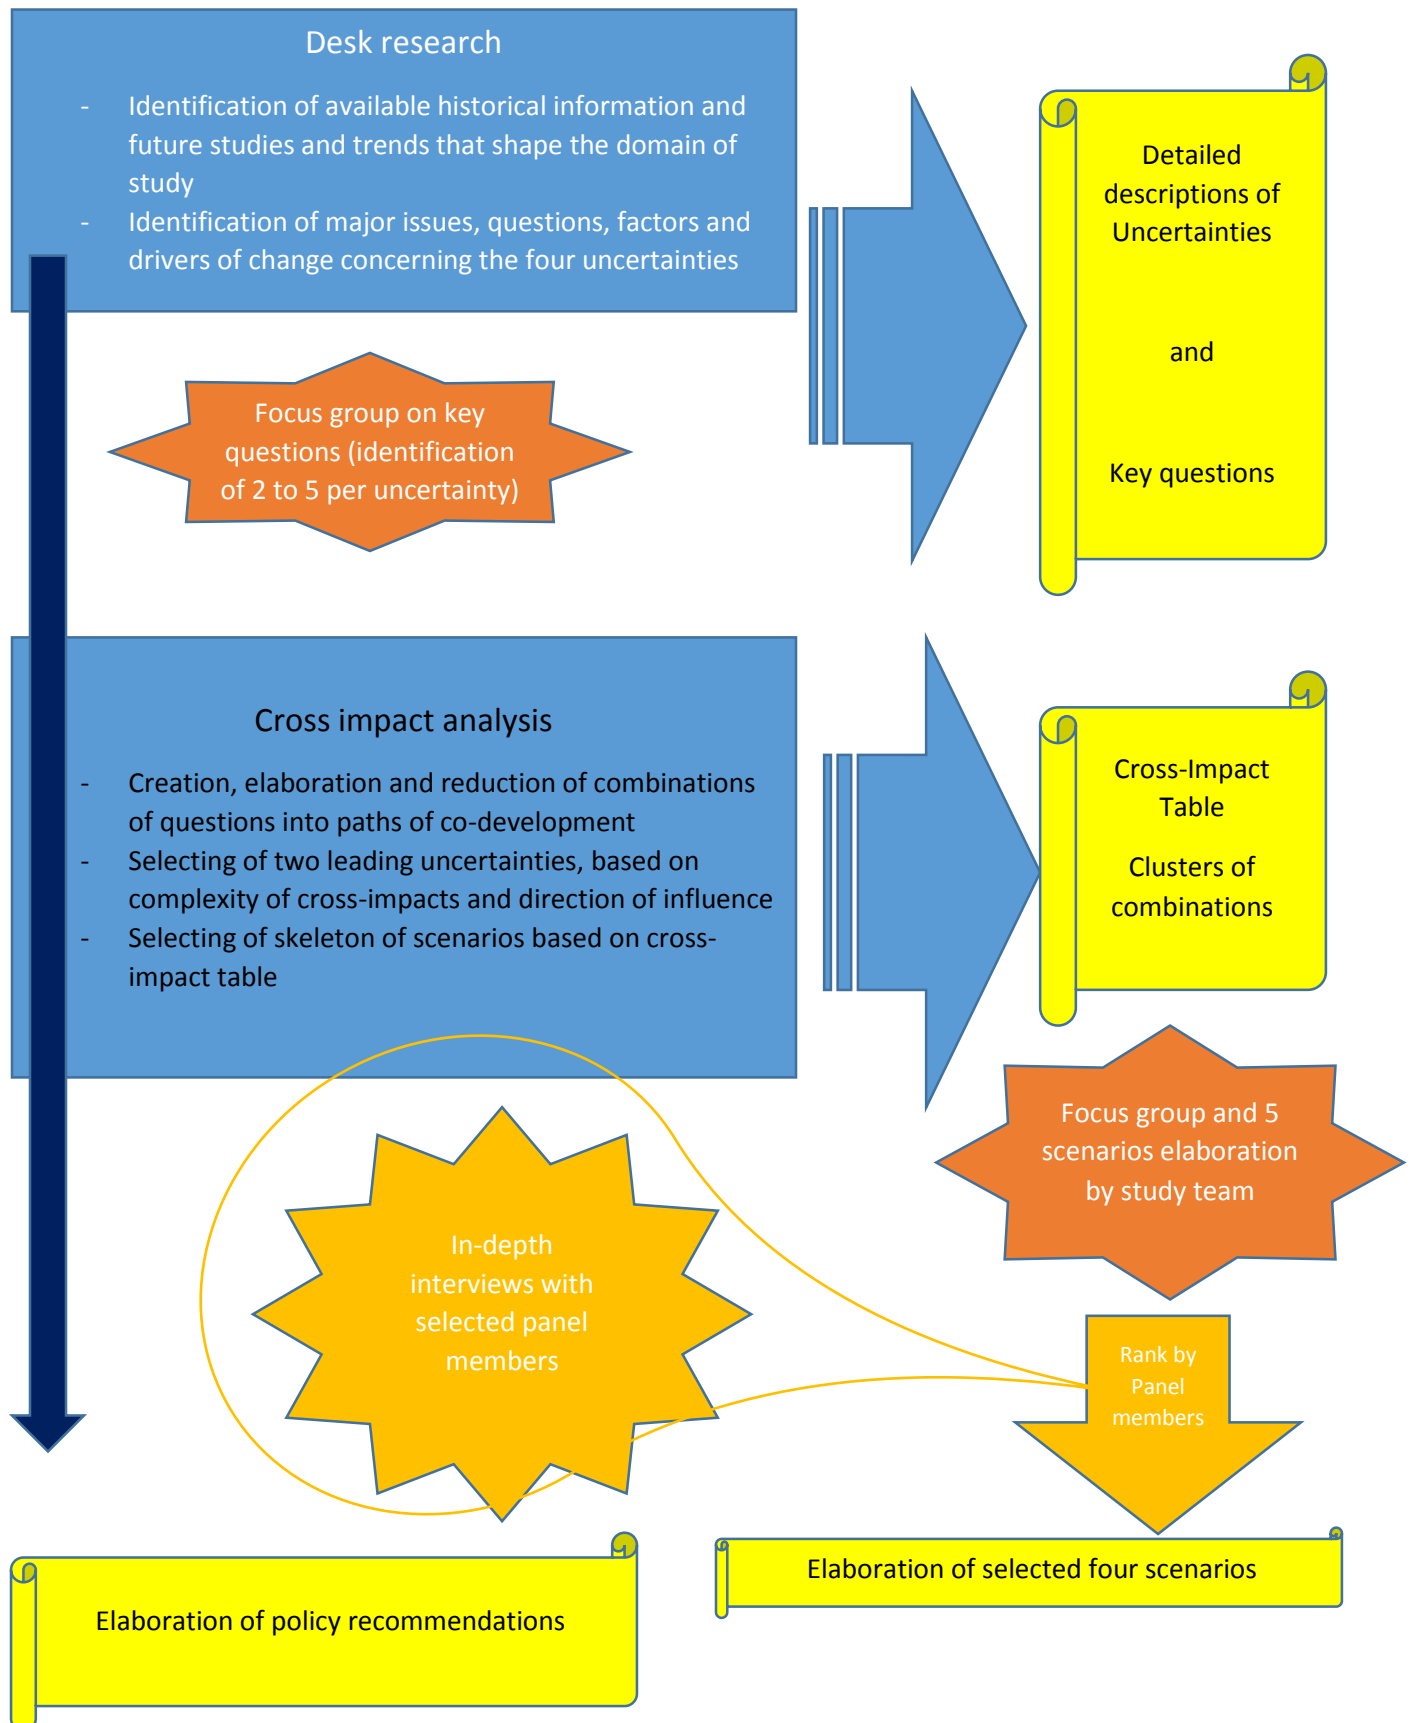 Desk research
- Identification of available historical information and
future studies and trends that shape the domain of
study
- Identification of major issues, questions, factors and
drivers of change concerning the four uncertainties
Detailed
descriptions of
Uncertainties
and
Key questions
Focus group on key
questions (identification
of 2 to 5 per uncertainty)
Cross impact analysis
- Creation, elaboration and reduction of combinations
of questions into paths of co-development
- Selecting of two leading uncertainties, based on
complexity of cross-impacts and direction of influence
- Selecting of skeleton of scenarios based on cross-
impact table
Cross-Impact
Table
Clusters of
combinations
Focus group and 5
scenarios elaboration
by study team
In-depth
interviews with
selected panel
members
Rank by
Panel
members
Elaboration of selected four scenarios
Elaboration of policy recommendations